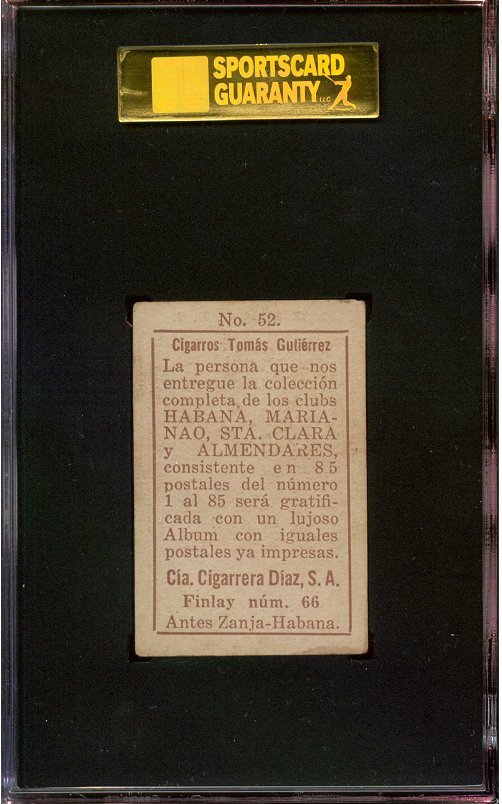 SPORTSCARD
GUARANTY LLC
No. 52.
Cigarros Tomás Gutiérrez
La persona que nos
entregue la colección
completa de los clubs
HABANA, MARIA-
NAO, STA. CLARA
y ALMENDARES,
consistente en 85
postales del número
1 al 85 será gratifi-
cada con un lujoso
Album con iguales
postales ya impresas.
Cía. Cigarrera Díaz, S. A.
Finlay núm. 66
Antes Zanja-Habana.